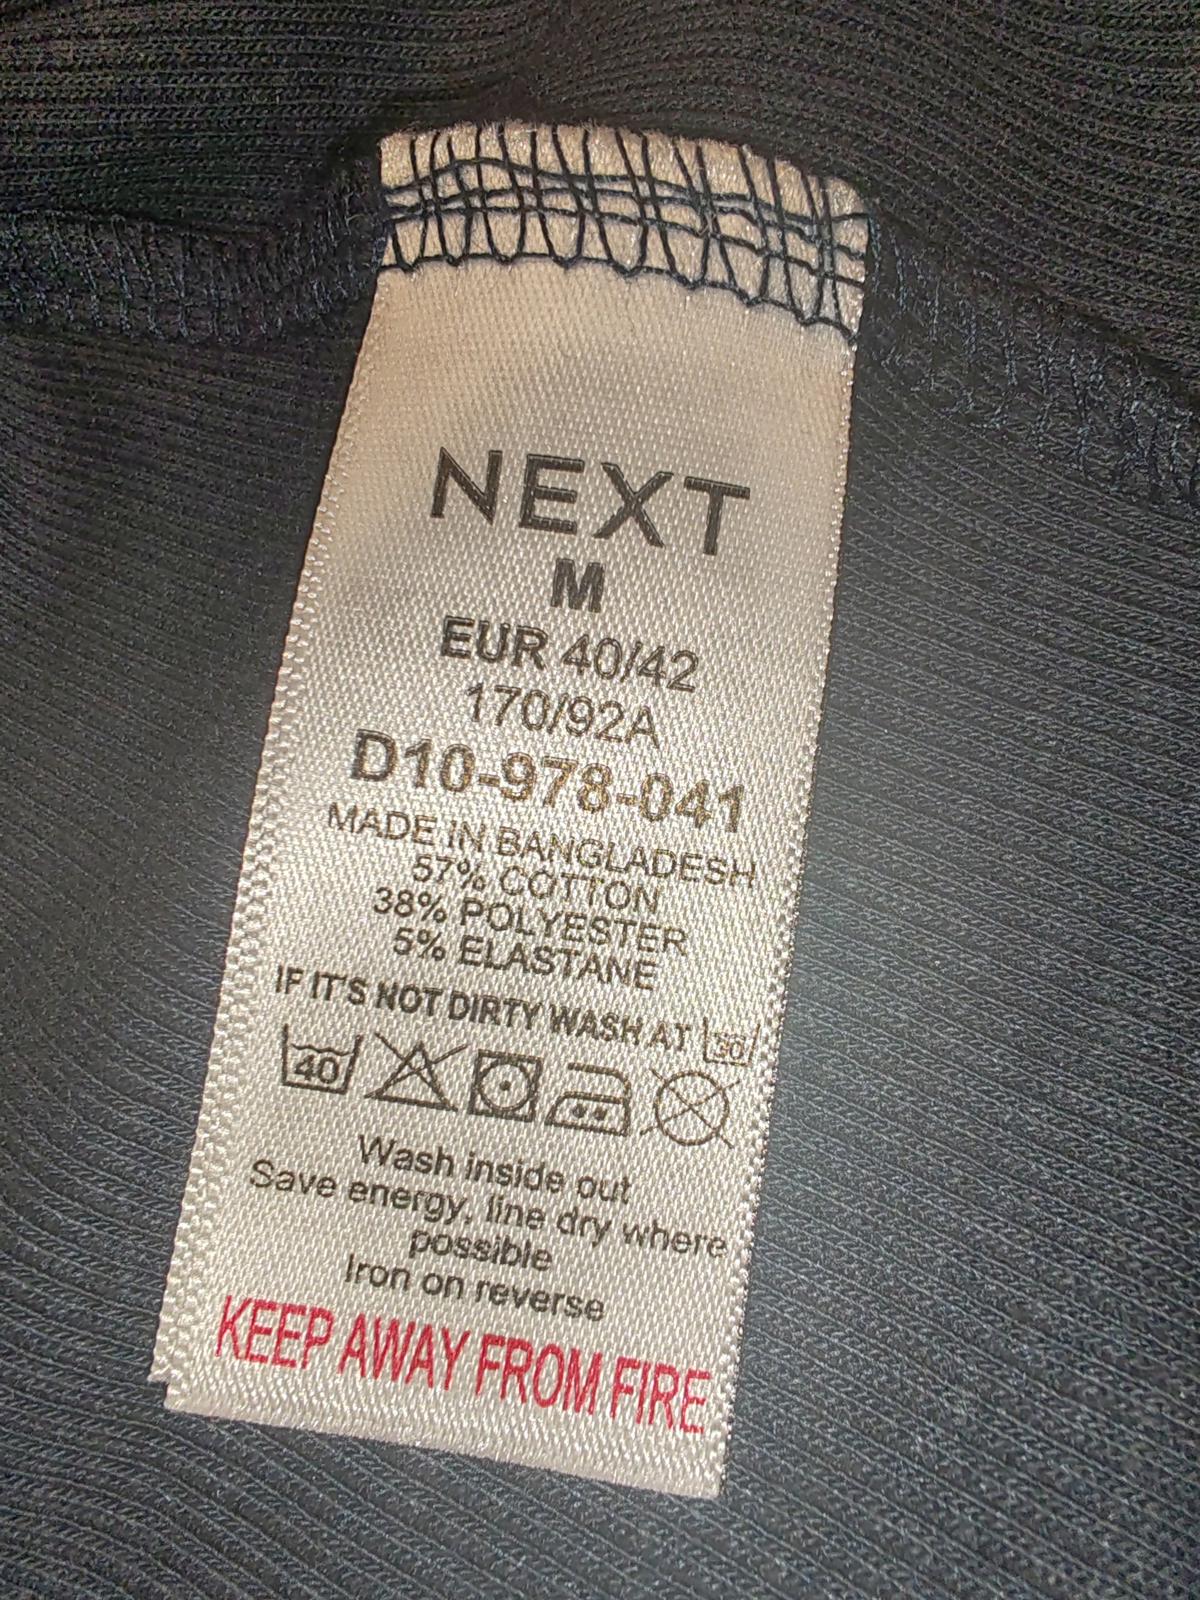 NEXT
M
EUR 40/42
170/92A
D10-978-041
MADE IN BANGLADESH
57% COTTON
38% POLYESTER
5% ELASTANE
IF IT'S NOT DIRTY WASH AT 30
40
Wash inside out
Save energy, line dry where
possible
Iron on reverse
KEEP AWAY FROM FIRE